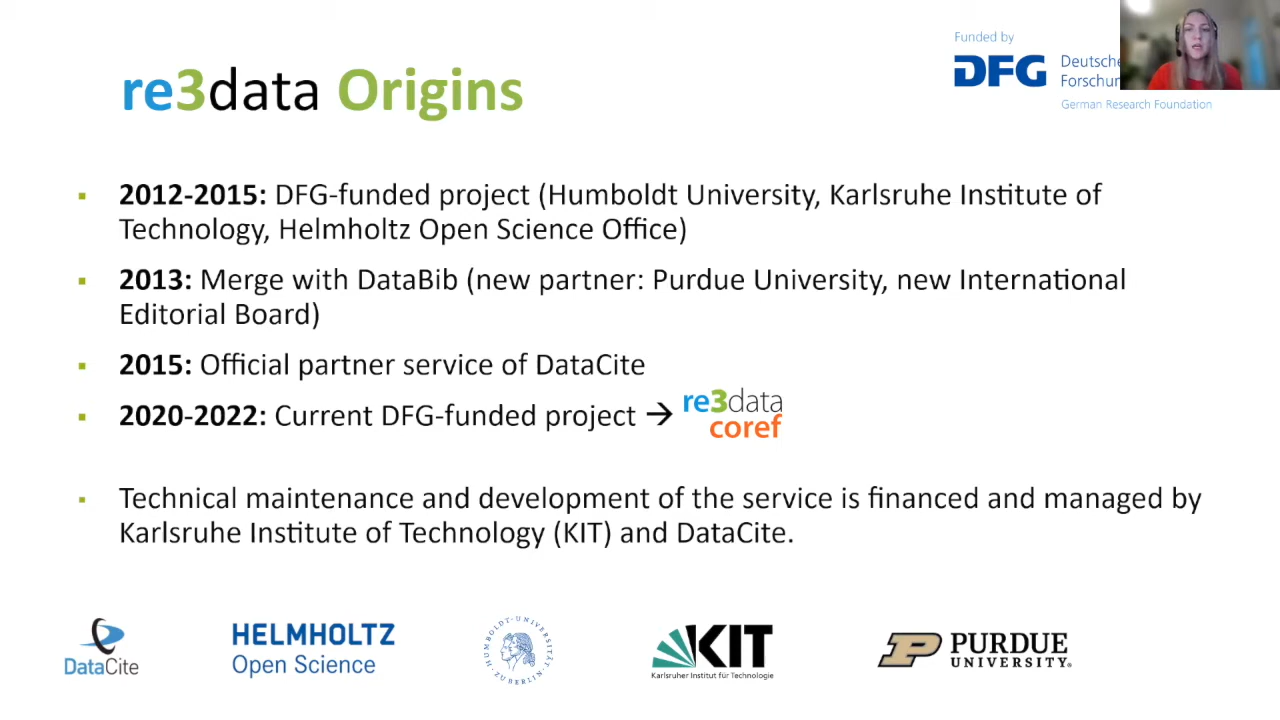 Funded by
re3data Origins
DFG Deutsche
Forschun
German Research Foundation
▪ 2012-2015: DFG-funded project (Humboldt University, Karlsruhe Institute of
Technology, Helmholtz Open Science Office)
▪ 2013: Merge with DataBib (new partner: Purdue University, new International
Editorial Board)
▪ 2015: Official partner service of DataCite
▪ 2020-2022: Current DFG-funded project → re3data
coref
▪ Technical maintenance and development of the service is financed and managed by
Karlsruhe Institute of Technology (KIT) and DataCite.
DataCite
HELMHOLTZ
Open Science
HUMBOLDT-UNIVERSITÄT
ZU BERLIN
KIT
Karlsruher Institut für Technologie
P PURDUE
UNIVERSITY®